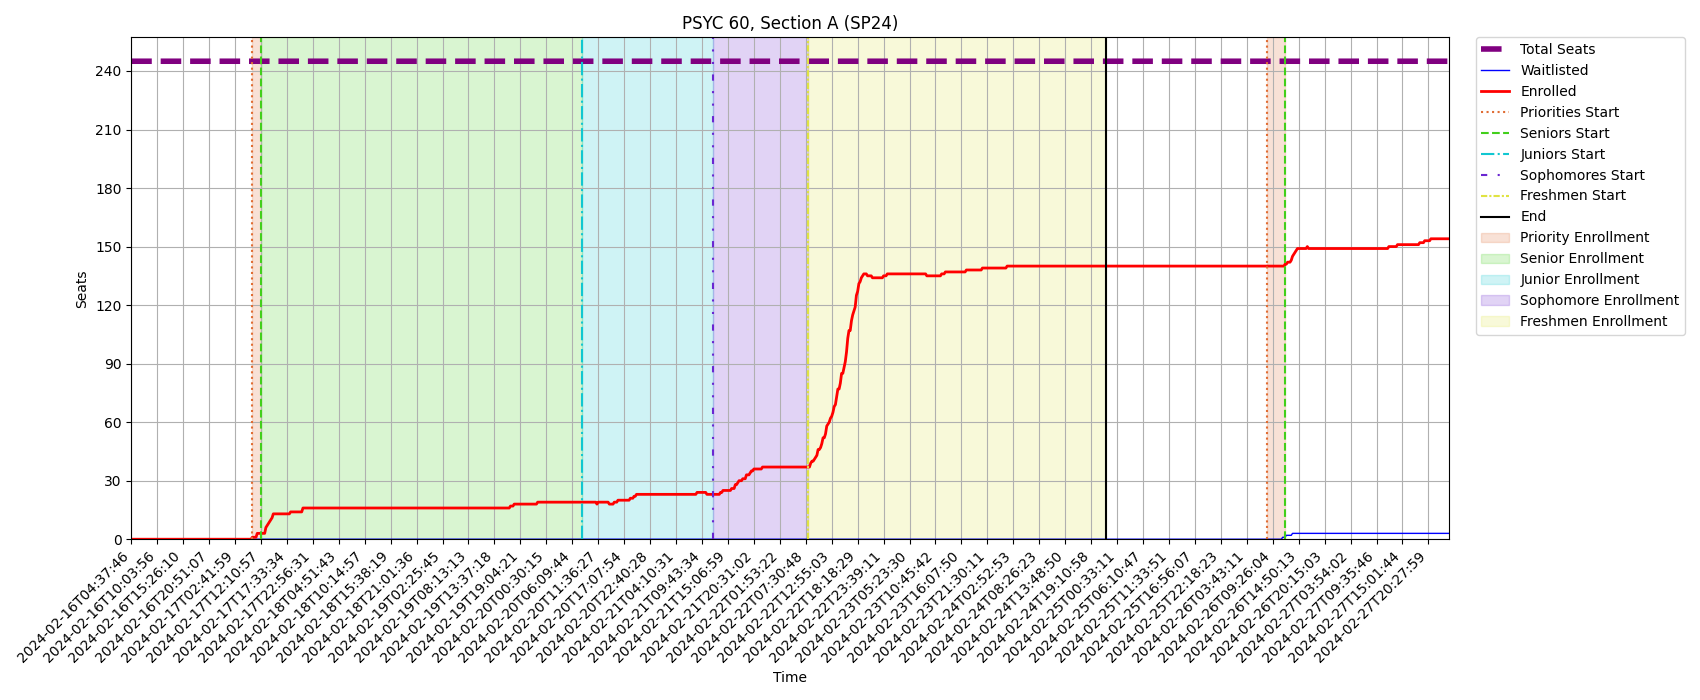 PSYC 60, Section A (SP24)
Seats
240
210
180
150
120
90
60
30
0
2024-02-16T04:37:46
2024-02-16T10:03:56
2024-02-16T15:26:10
2024-02-16T20:51:07
2024-02-17T02:41:59
2024-02-17T12:10:57
2024-02-17T17:33:34
2024-02-17T22:56:31
2024-02-18T04:51:43
2024-02-18T10:14:57
2024-02-18T15:38:19
2024-02-18T21:01:36
2024-02-19T02:25:45
2024-02-19T08:13:13
2024-02-19T13:37:18
2024-02-19T19:04:21
2024-02-20T00:30:15
2024-02-20T06:09:44
2024-02-20T11:36:27
2024-02-20T17:07:54
2024-02-20T22:40:28
2024-02-21T04:10:31
2024-02-21T09:43:34
2024-02-21T15:06:59
2024-02-21T20:31:02
2024-02-22T01:53:22
2024-02-22T07:30:48
2024-02-22T12:55:03
2024-02-22T18:18:29
2024-02-22T23:39:11
2024-02-23T05:23:30
2024-02-23T10:45:42
2024-02-23T16:07:50
2024-02-23T21:30:11
2024-02-24T02:52:53
2024-02-24T08:26:23
2024-02-24T13:48:50
2024-02-24T19:10:58
2024-02-25T00:33:11
2024-02-25T06:10:47
2024-02-25T11:33:51
2024-02-25T16:56:07
2024-02-25T22:18:23
2024-02-26T03:43:11
2024-02-26T09:26:04
2024-02-26T14:50:13
2024-02-26T20:15:03
2024-02-27T03:54:02
2024-02-27T09:35:46
2024-02-27T15:01:44
2024-02-27T20:27:59
Time
Total Seats
Waitlisted
Enrolled
Priorities Start
Seniors Start
Juniors Start
Sophomores Start
Freshmen Start
End
Priority Enrollment
Senior Enrollment
Junior Enrollment
Sophomore Enrollment
Freshmen Enrollment